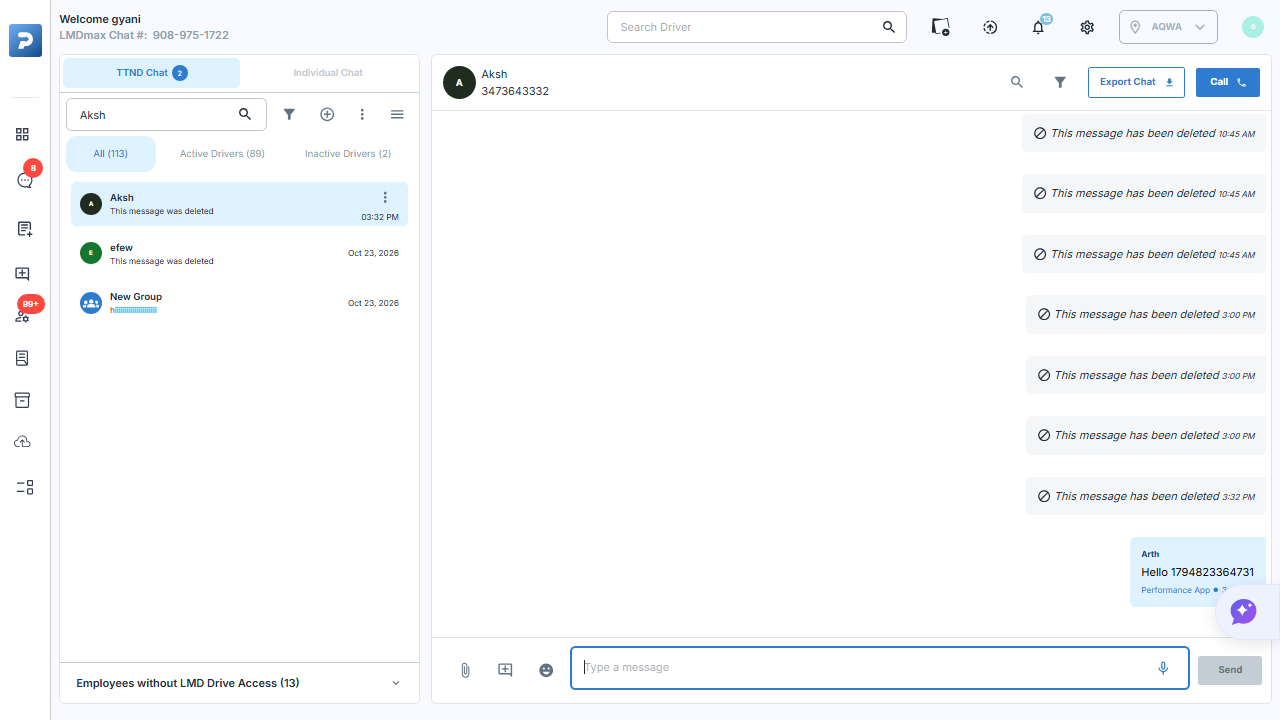 Welcome gyani
LMDmax Chat #: 908-975-1722
Search Driver
13
AQWA
G
TTND Chat 2
Individual Chat
Aksh
All (113)
Active Drivers (89)
Inactive Drivers (2)
A
Aksh
This message was deleted
03:32 PM
E
efew
This message was deleted
Oct 23, 2026
New Group
Oct 23, 2026
Employees without LMD Drive Access (13)
8
99+
A
Aksh
3473643332
Export Chat
Call
This message has been deleted 10:45 AM
This message has been deleted 10:45 AM
This message has been deleted 10:45 AM
This message has been deleted 3:00 PM
This message has been deleted 3:00 PM
This message has been deleted 3:00 PM
This message has been deleted 3:32 PM
Arth
Hello 1794823364731
Performance App
Type a message
Send